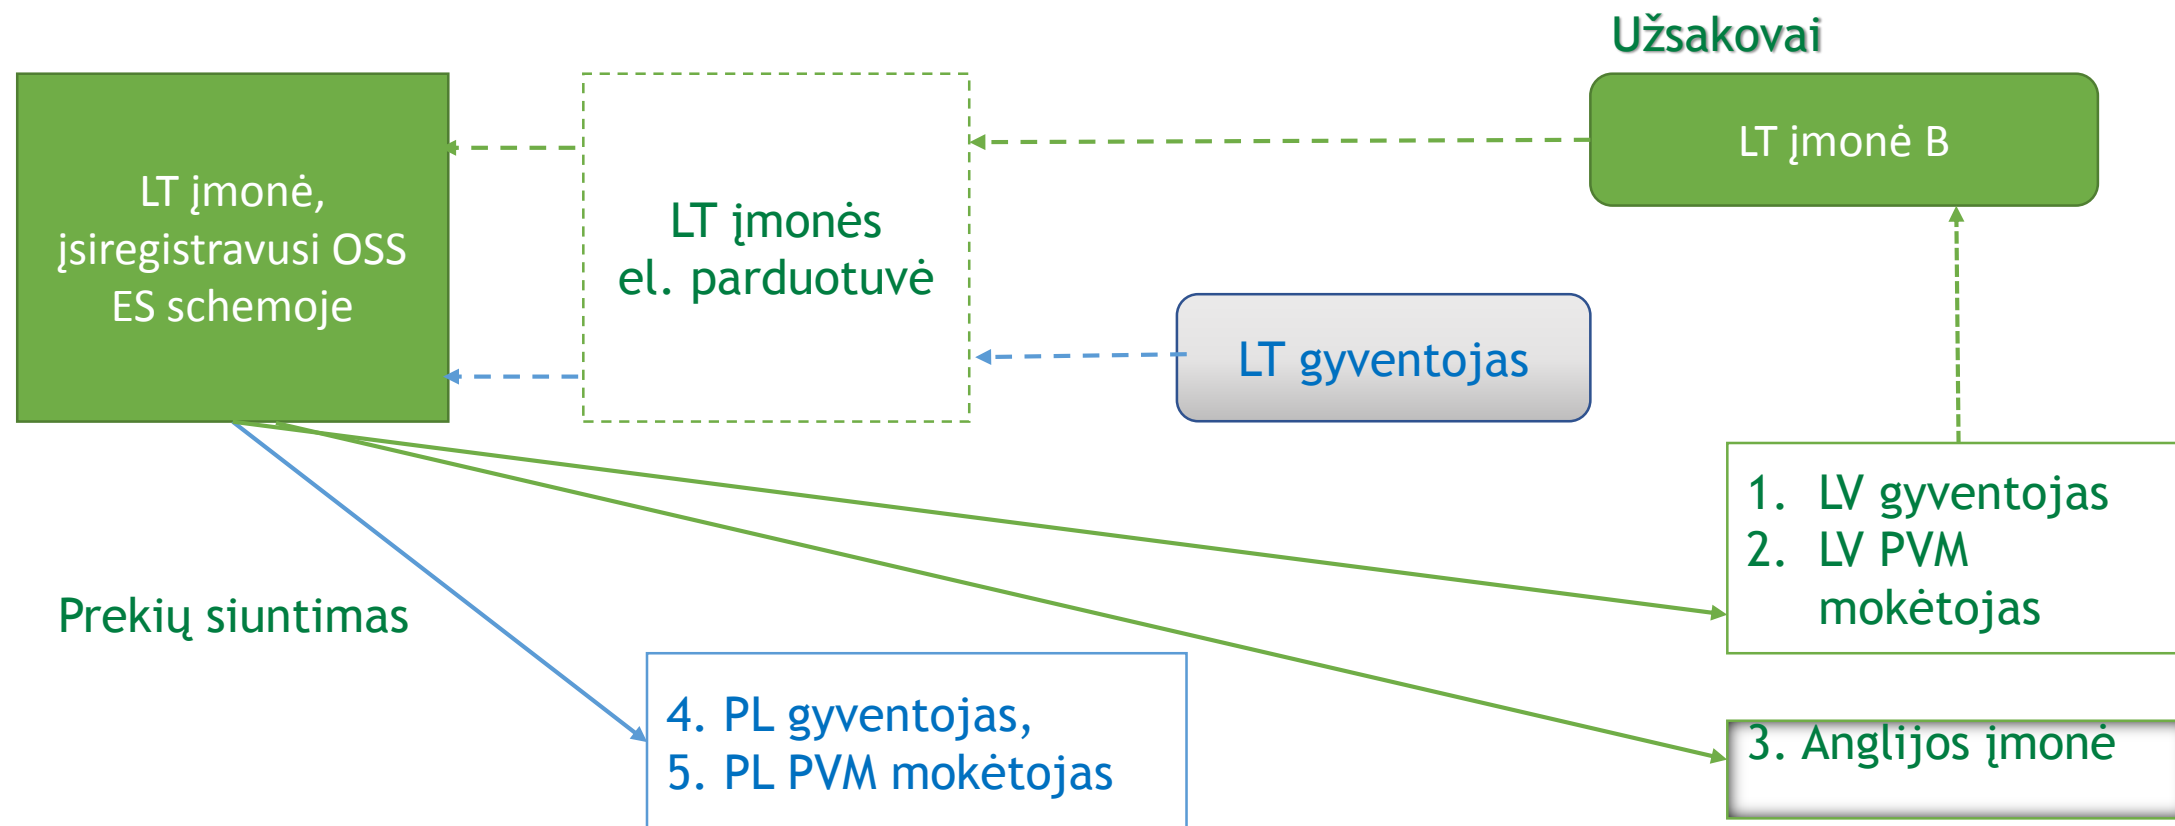 Užsakovai
LT įmonė,
įsiregistravusi OSS
ES schemoje
LT įmonės
el. parduotuvė
LT įmonė B
LT gyventojas
1. LV gyventojas
2. LV PVM
mokėtojas
Prekių siuntimas
4. PL gyventojas,
5. PL PVM mokėtojas
3. Anglijos įmonė